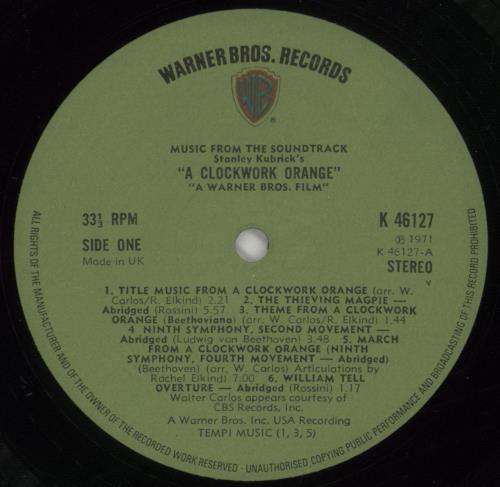 WARNER BROS. RECORDS
WB
®
MUSIC FROM THE SOUNDTRACK
Stanley Kubrick's
"A CLOCKWORK ORANGE"
"A WARNER BROS. FILM"
33⅓ RPM
SIDE ONE
Made in UK
K 46127
℗ 1971
K 46127-A
STEREO
V
1. TITLE MUSIC FROM A CLOCKWORK ORANGE (arr. W.
Carlos/R. Elkind) 2.21 2. THE THIEVING MAGPIE —
Abridged (Rossini) 5.57 3. THEME FROM A CLOCKWORK
ORANGE (Beethoviana) (arr. W. Carlos/R. Elkind) 1.44
4 NINTH SYMPHONY, SECOND MOVEMENT —
Abridged (Ludwig van Beethoven) 3.48 5. MARCH
FROM A CLOCKWORK ORANGE (NINTH
SYMPHONY, FOURTH MOVEMENT — Abridged)
(Beethoven) (arr. W. Carlos) Articulations by
Rachel Elkind 7.00 6. WILLIAM TELL
OVERTURE — Abridged (Rossini) 1.17
Walter Carlos appears courtesy of
CBS Records, Inc.
A Warner Bros. Inc. USA Recording
TEMPI MUSIC (1, 3, 5)
ALL RIGHTS OF THE MANUFACTURER AND OF THE OWNER OF THE RECORDED WORK RESERVED - UNAUTHORISED, COPYING PUBLIC PERFORMANCE AND BROADCASTING OF THIS RECORD PROHIBITED